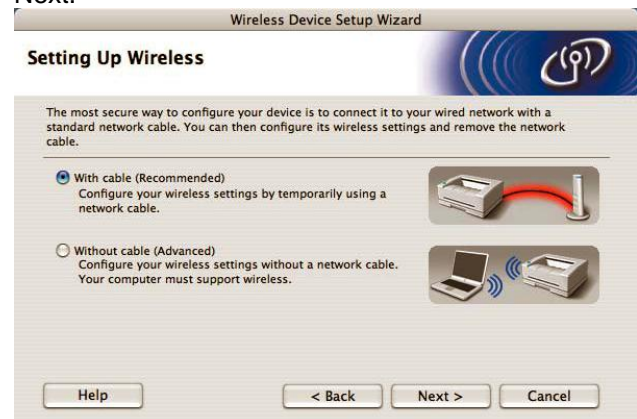 Next.
Wireless Device Setup Wizard
Setting Up Wireless
The most secure way to configure your device is to connect it to your wired network with a
standard network cable. You can then configure its wireless settings and remove the network
cable.
With cable (Recommended)
Configure your wireless settings by temporarily using a
network cable.
Without cable (Advanced)
Configure your wireless settings without a network cable.
Your computer must support wireless.
Help
< Back
Next >
Cancel